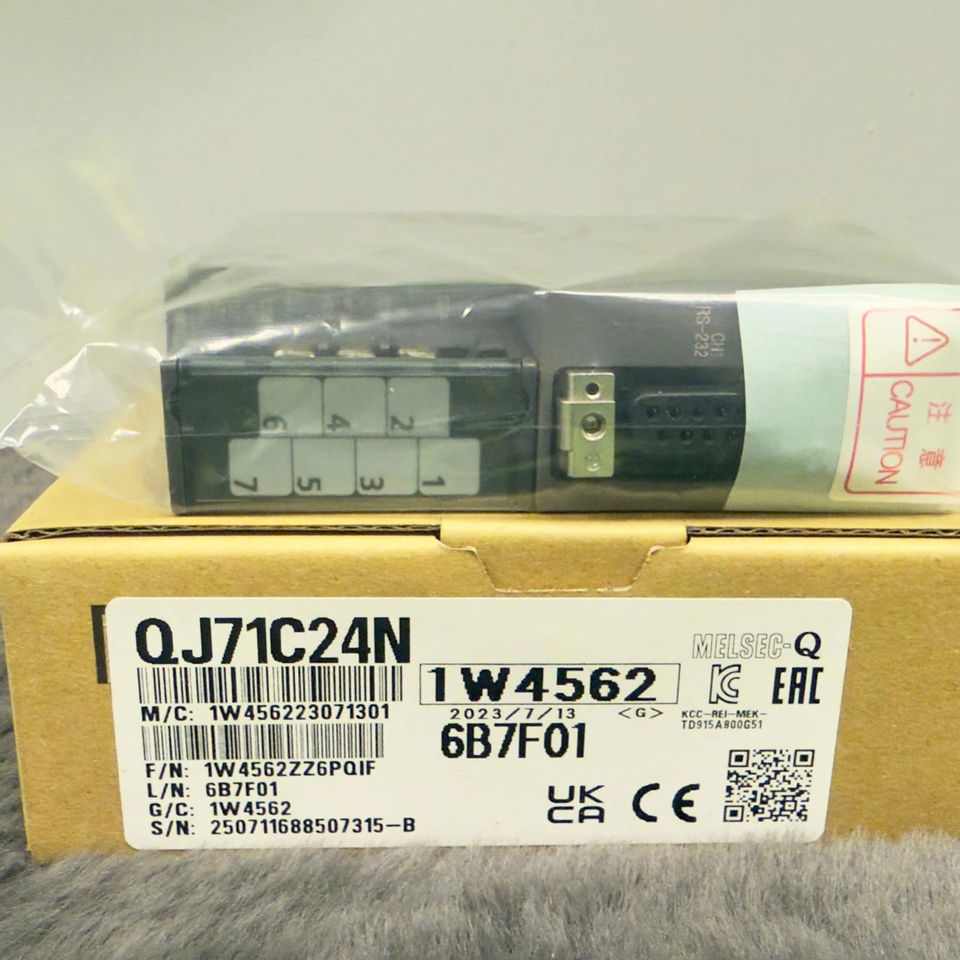 CH1
RS-232
6 4 2
7 5 3 1
注意
CAUTION
QJ71C24N
MELSEC-Q
1W4562
M/C: 1W456223071301
2023/7/13 <G>
KCC-REI-MEK-
TD915A800G51
EAC
6B7F01
F/N: 1W4562ZZ6PQIF
L/N: 6B7F01
G/C: 1W4562
S/N: 250711688507315-B
UK
CA
CE